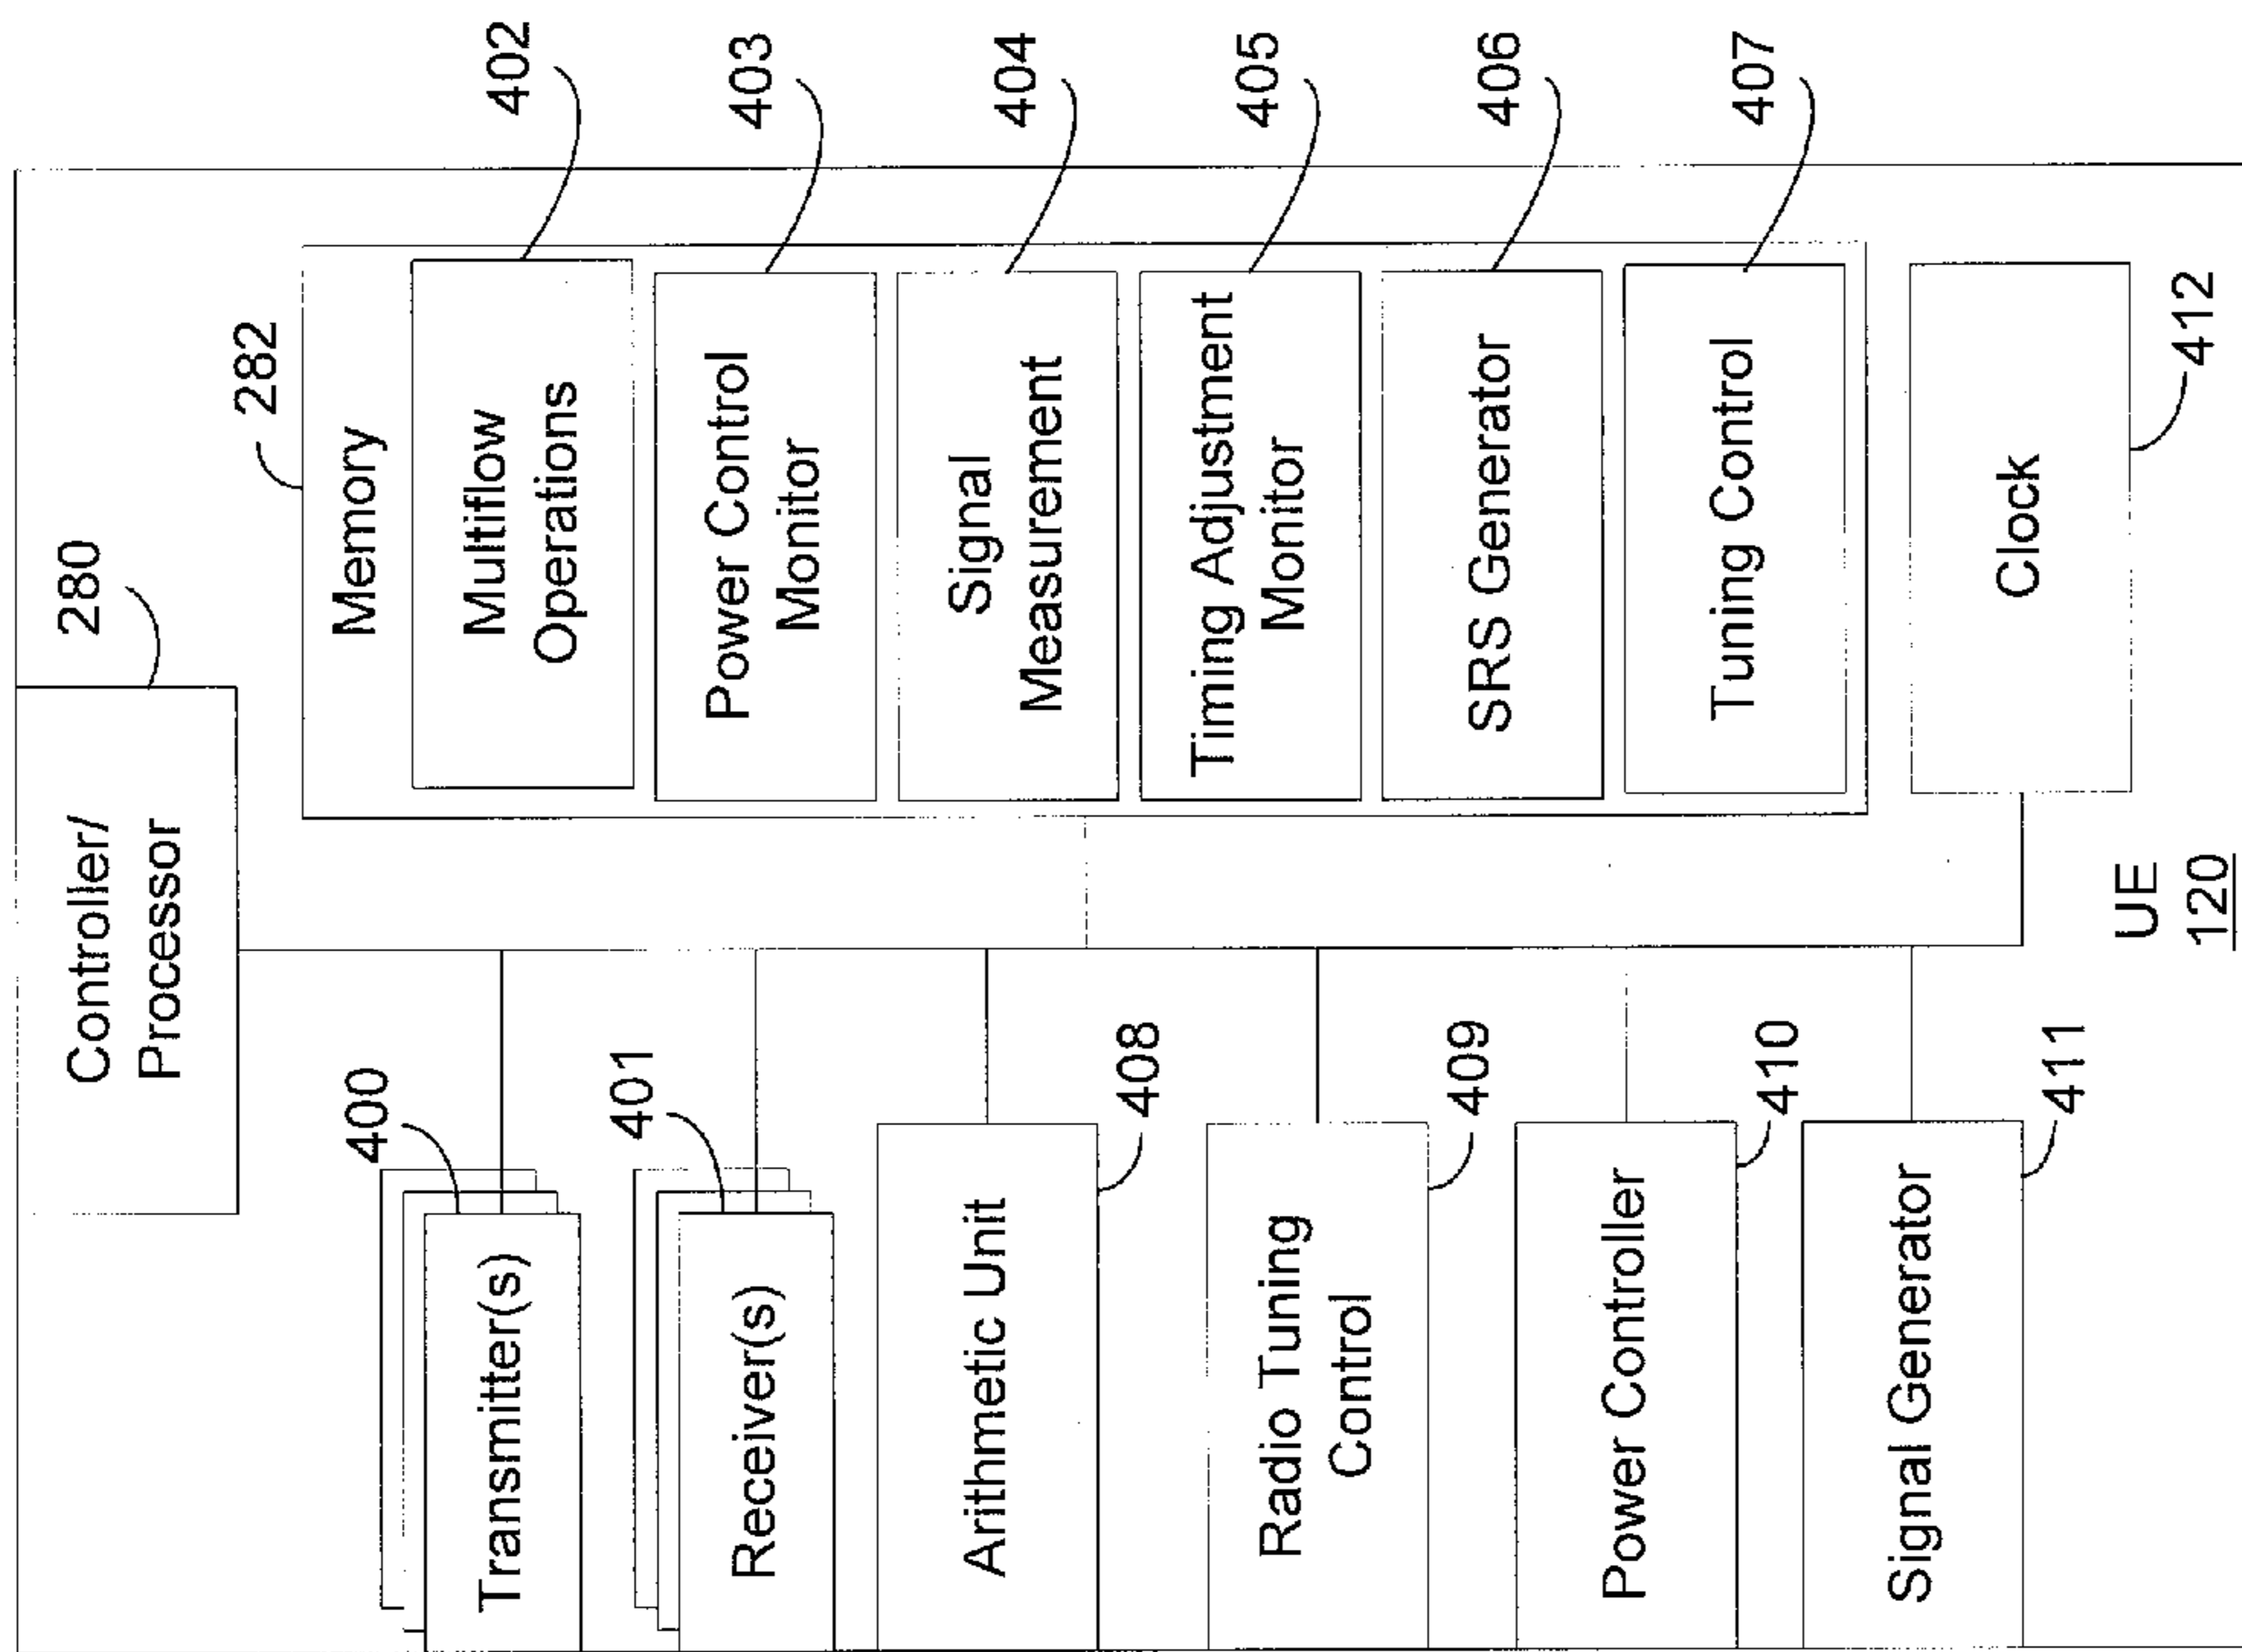 Controller/
Processor
280
Memory
282
Multiflow
Operations
402
Power Control
Monitor
403
Signal
Measurement
404
Timing Adjustment
Monitor
405
SRS Generator
406
Tuning Control
407
Clock
412
400
Transmitter(s)
401
Receiver(s)
Arithmetic Unit
408
Radio Tuning
Control
409
Power Controller
410
Signal Generator
411
UE
120